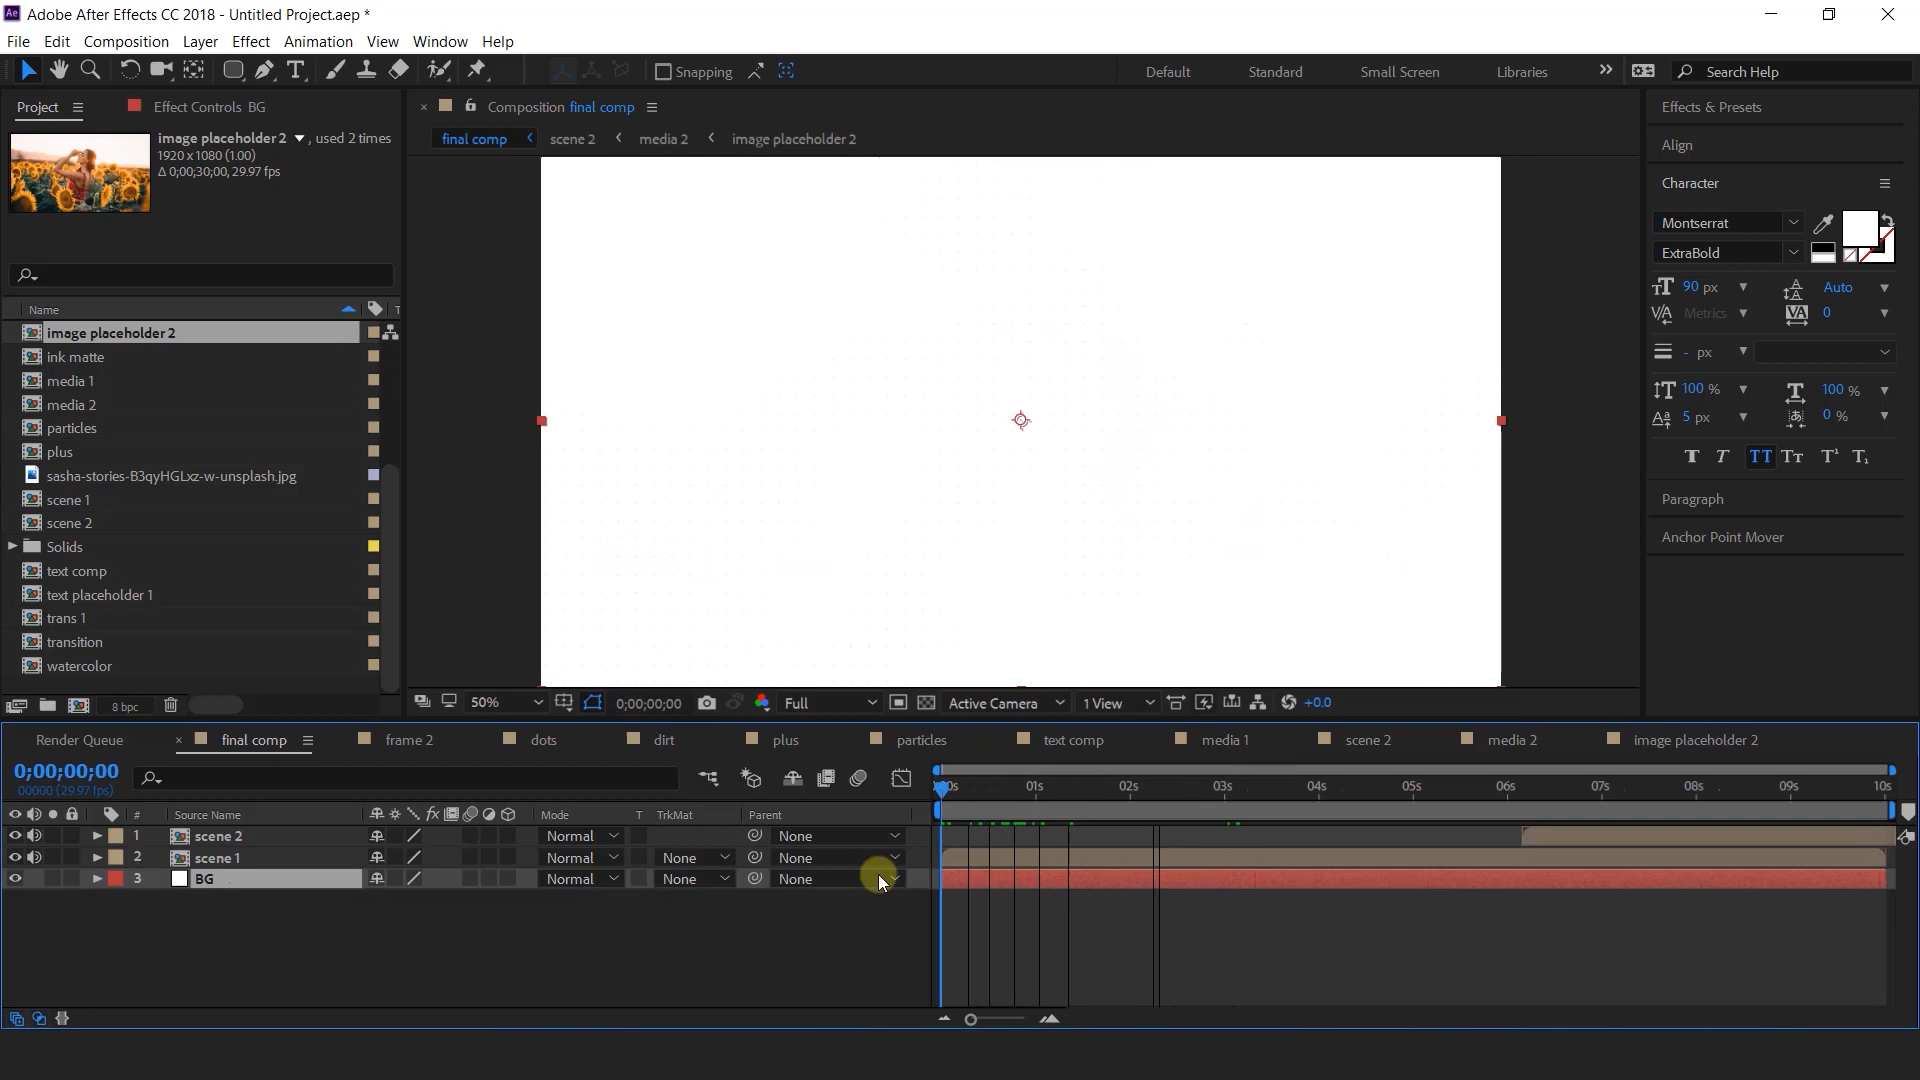 Ae Adobe After Effects CC 2018 - Untitled Project.aep *
File Edit Composition Layer Effect Animation View Window Help
Snapping Default Standard Small Screen Libraries Search Help
Project Effect Controls BG Composition final comp Effects & Presets
image placeholder 2 , used 2 times
1920 x 1080 (1.00)
Δ 0;00;30;00, 29.97 fps
final comp scene 2 media 2 image placeholder 2
Align
Character
Montserrat
ExtraBold
90 px Auto
Metrics 0
- px
100 % 100 %
5 px 0 %
Paragraph
Anchor Point Mover
Name
image placeholder 2
ink matte
media 1
media 2
particles
plus
sasha-stories-B3qyHGLxz-w-unsplash.jpg
scene 1
scene 2
Solids
text comp
text placeholder 1
trans 1
transition
watercolor
8 bpc
50% 0;00;00;00 Full Active Camera 1 View +0.0
Render Queue final comp frame 2 dots dirt plus particles text comp media 1 scene 2 media 2 image placeholder 2
0;00;00;00
00000 (29.97 fps)
01s 02s 03s 04s 05s 06s 07s 08s 09s 10s
# Source Name Mode T TrkMat Parent
1 scene 2 Normal None
2 scene 1 Normal None None
3 BG Normal None None